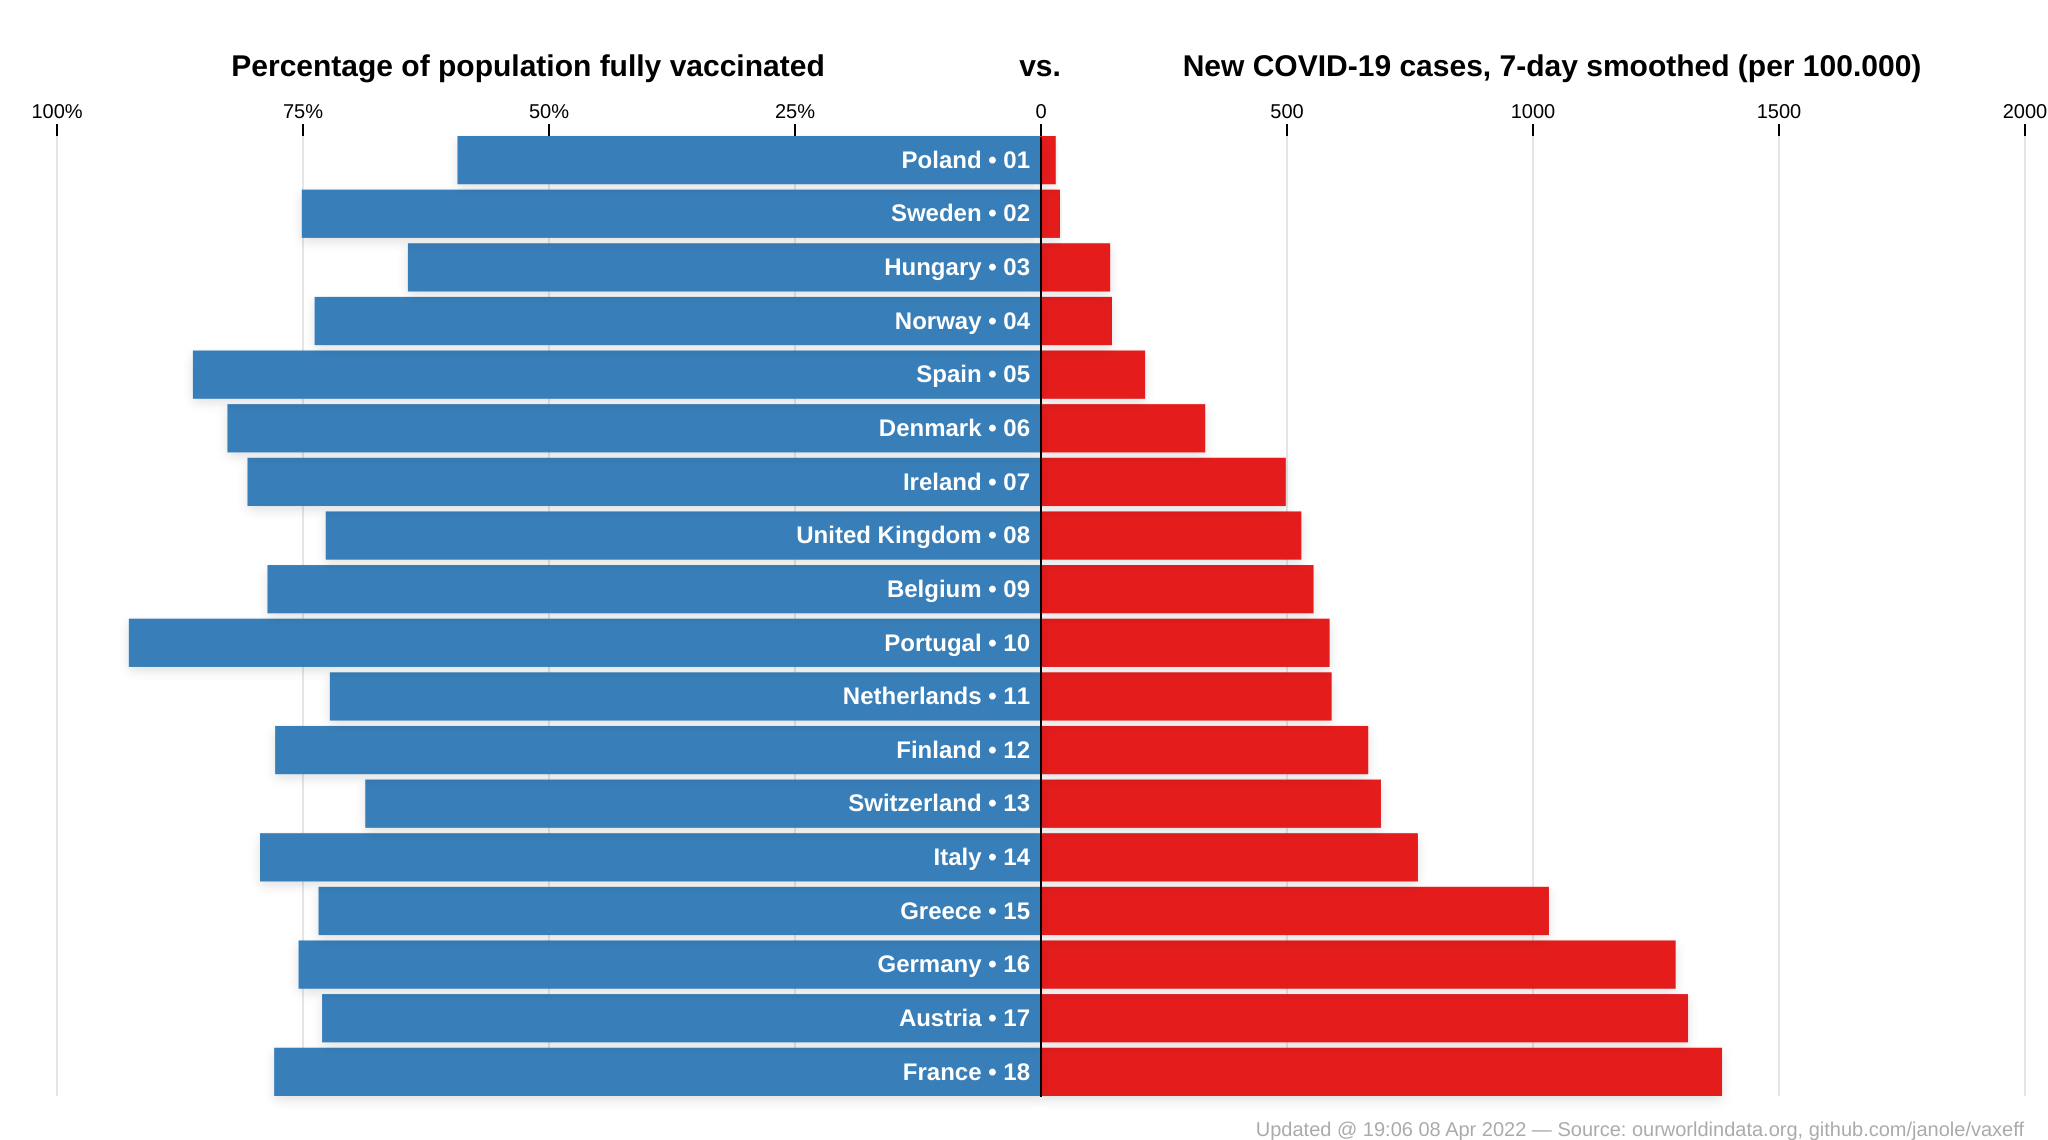 Percentage of population fully vaccinated vs. New COVID-19 cases, 7-day smoothed (per 100.000)
100% 75% 50% 25% 0 500 1000 1500 2000
Poland • 01
Sweden • 02
Hungary • 03
Norway • 04
Spain • 05
Denmark • 06
Ireland • 07
United Kingdom • 08
Belgium • 09
Portugal • 10
Netherlands • 11
Finland • 12
Switzerland • 13
Italy • 14
Greece • 15
Germany • 16
Austria • 17
France • 18
Updated @ 19:06 08 Apr 2022 — Source: ourworldindata.org, github.com/janole/vaxeff